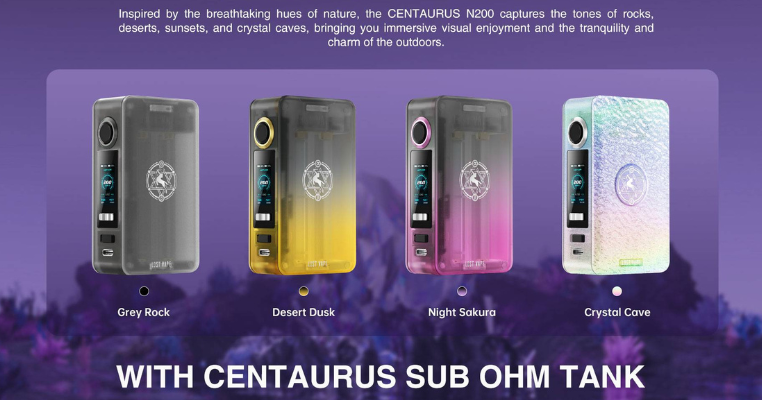 Inspired by the breathtaking hues of nature, the CENTAURUS N200 captures the tones of rocks,
deserts, sunsets, and crystal caves, bringing you immersive visual enjoyment and the tranquility and
charm of the outdoors.
Grey Rock
Desert Dusk
Night Sakura
Crystal Cave
WITH CENTAURUS SUB OHM TANK